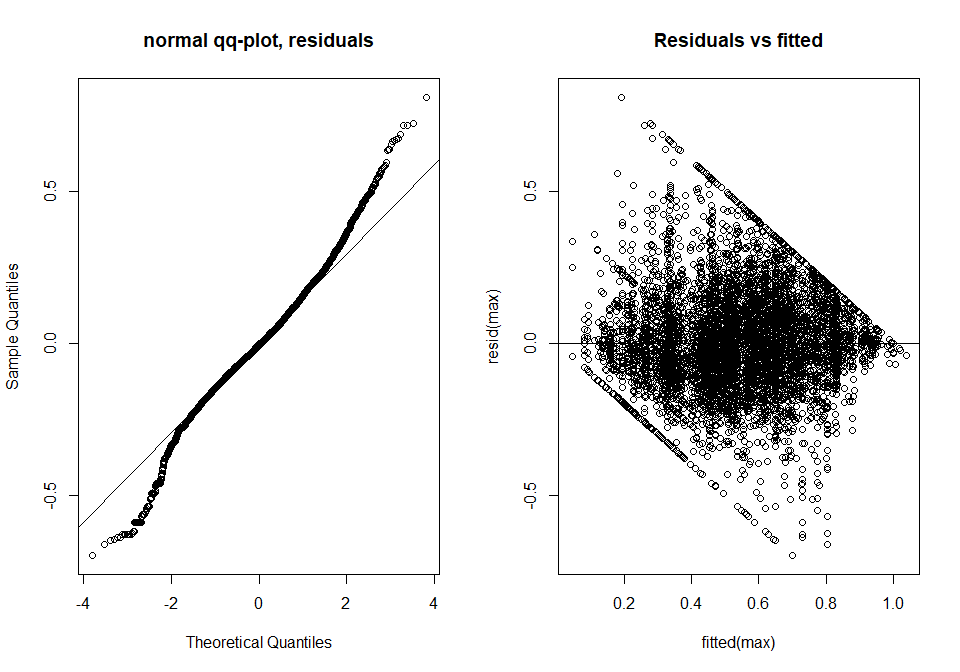 normal qq-plot, residuals
Sample Quantiles
0.5
0.0
-0.5
-4
-2
0
2
4
Theoretical Quantiles
Residuals vs fitted
resid(max)
0.5
0.0
-0.5
0.2
0.4
0.6
0.8
1.0
fitted(max)